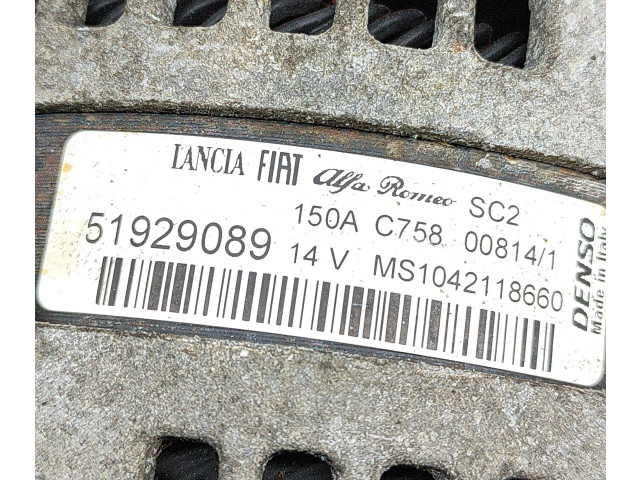 LANCIA FIAT Alfa Romeo SC2
150A C758 00814/1
51929089 14 V MS1042118660
DENSO
Made in Italy